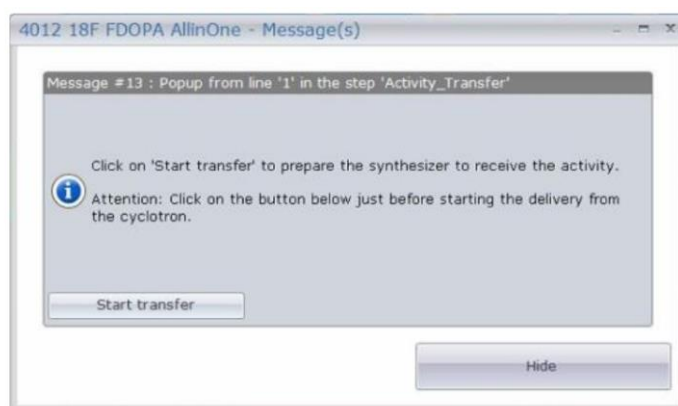 4012 18F FDOPA AllinOne - Message(s)
Message #13 : Popup from line '1' in the step 'Activity_Transfer'
Click on 'Start transfer' to prepare the synthesizer to receive the activity.
Attention: Click on the button below just before starting the delivery from
the cyclotron.
Start transfer
Hide